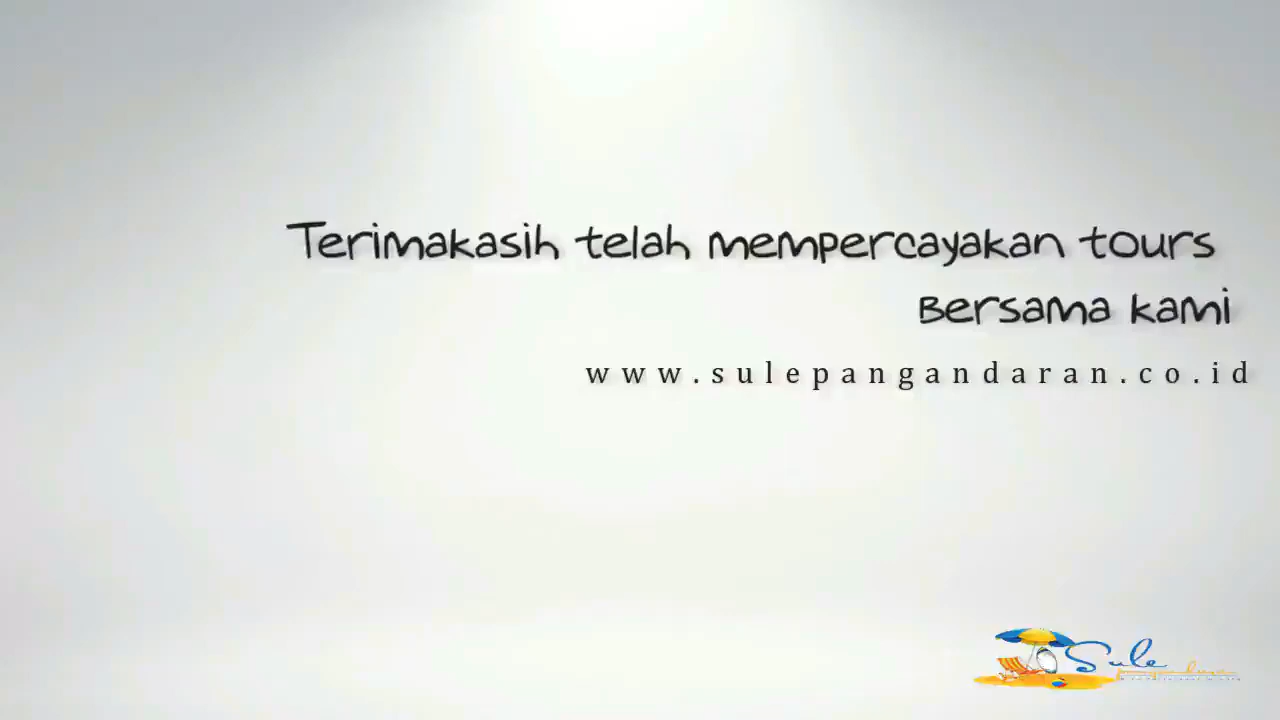 Terimakasih telah mempercayakan tours
Bersama kami
www.sulepangandaran.co.id
Sule